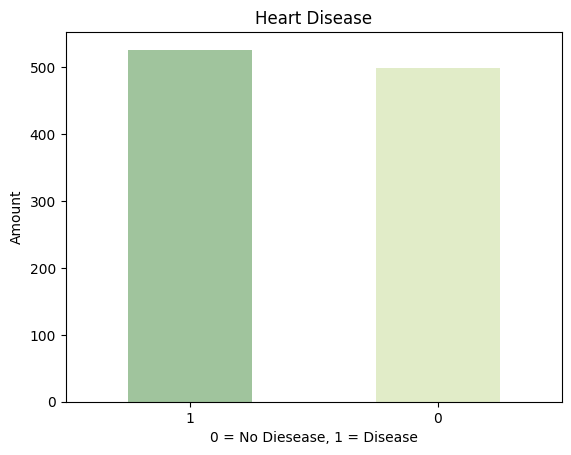 Heart Disease
500
400
300
200
100
0
Amount
1 0
0 = No Diesease, 1 = Disease